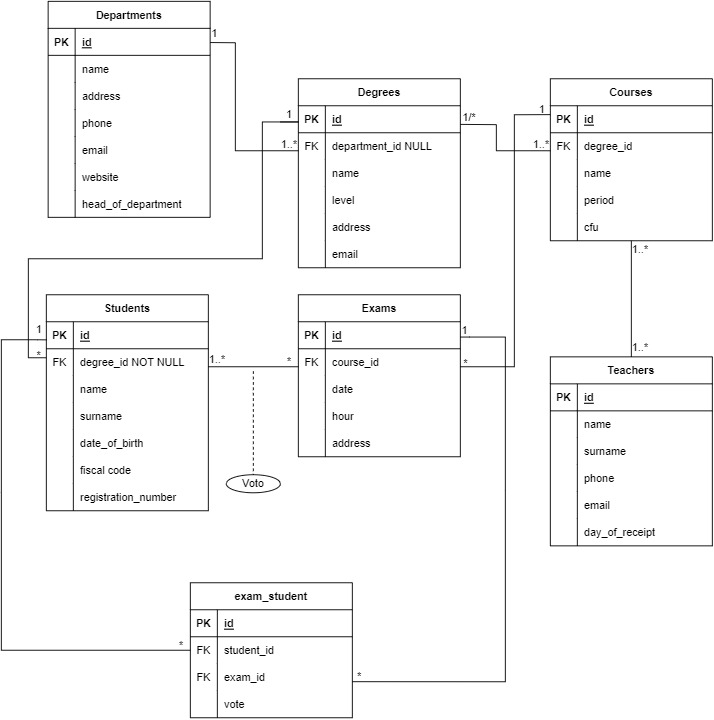 Departments
PK id
name
address
phone
email
website
head_of_department
1
1..*
Degrees
PK id
FK department_id NULL
name
level
address
email
1
1/*
1..*
Courses
PK id
FK degree_id
name
period
cfu
1
1..*
1..*
Students
PK id
FK degree_id NOT NULL
name
surname
date_of_birth
fiscal code
registration_number
1
*
1..*
*
Voto
Exams
PK id
FK course_id
date
hour
address
1
*
Teachers
PK id
name
surname
phone
email
day_of_receipt
exam_student
PK id
FK student_id
FK exam_id
vote
*
*